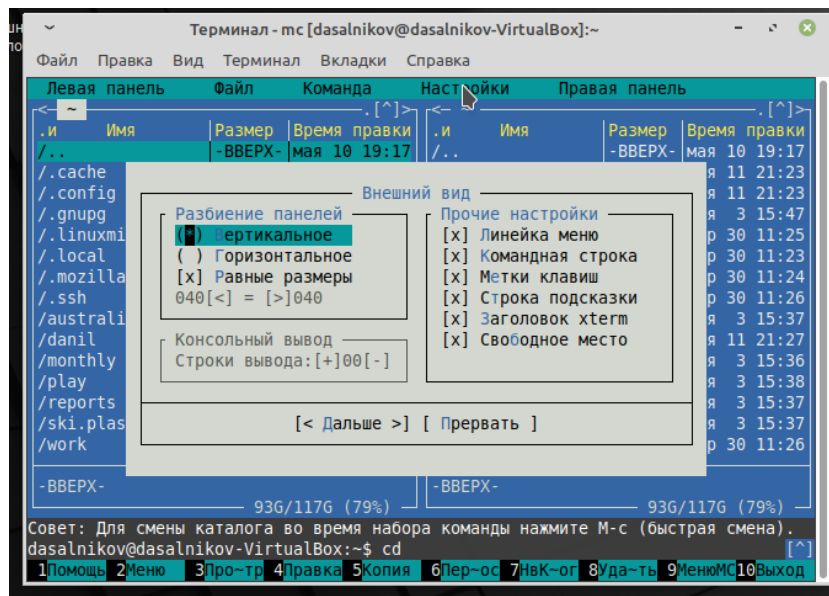 Терминал - mc [dasalnikov@dasalnikov-VirtualBox]:~
Файл Правка Вид Терминал Вкладки Справка
Левая панель Файл Команда Настройки Правая панель
<- ~ .[^]> <- ~ .[^]>
.и Имя Размер Время правки .и Имя Размер Время правки
/.. -ВВЕРХ- мая 10 19:17 /.. -ВВЕРХ- мая 10 19:17
/.cache я 11 21:23
/.config Внешний вид я 11 21:23
/.gnupg Разбиение панелей Прочие настройки я 3 15:47
/.linuxmi (*) Вертикальное [x] Линейка меню р 30 11:25
/.local ( ) Горизонтальное [x] Командная строка р 30 11:23
/.mozilla [x] Равные размеры [x] Метки клавиш р 30 11:24
/.ssh 040[<] = [>]040 [x] Строка подсказки р 30 11:26
/australi [x] Заголовок xterm я 3 15:37
/danil Консольный вывод [x] Свободное место я 11 21:27
/monthly Строки вывода:[+]00[-] я 3 15:36
/play я 3 15:38
/reports я 3 15:37
/ski.plas [< Дальше >] [ Прервать ] я 3 15:37
/work р 30 11:26
-ВВЕРХ- -ВВЕРХ-
93G/117G (79%) 93G/117G (79%)
Совет: Для смены каталога во время набора команды нажмите M-c (быстрая смена).
dasalnikov@dasalnikov-VirtualBox:~$ cd [^]
1Помощь 2Меню 3Про~тр 4Правка 5Копия 6Пер~ос 7НвК~ог 8Уда~ть 9МенюMC 10Выход